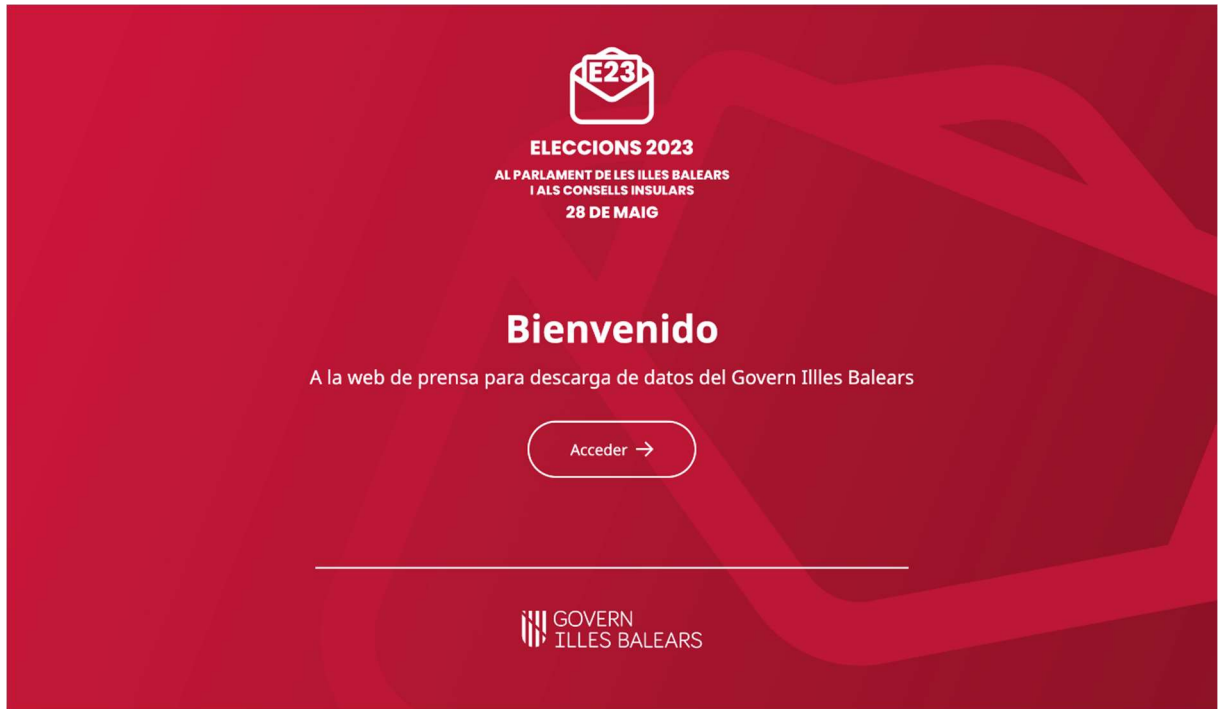 E23
ELECCIONS 2023
AL PARLAMENT DE LES ILLES BALEARS
I ALS CONSELLS INSULARS
28 DE MAIG
Bienvenido
A la web de prensa para descarga de datos del Govern Illles Balears
Acceder →
GOVERN
ILLES BALEARS